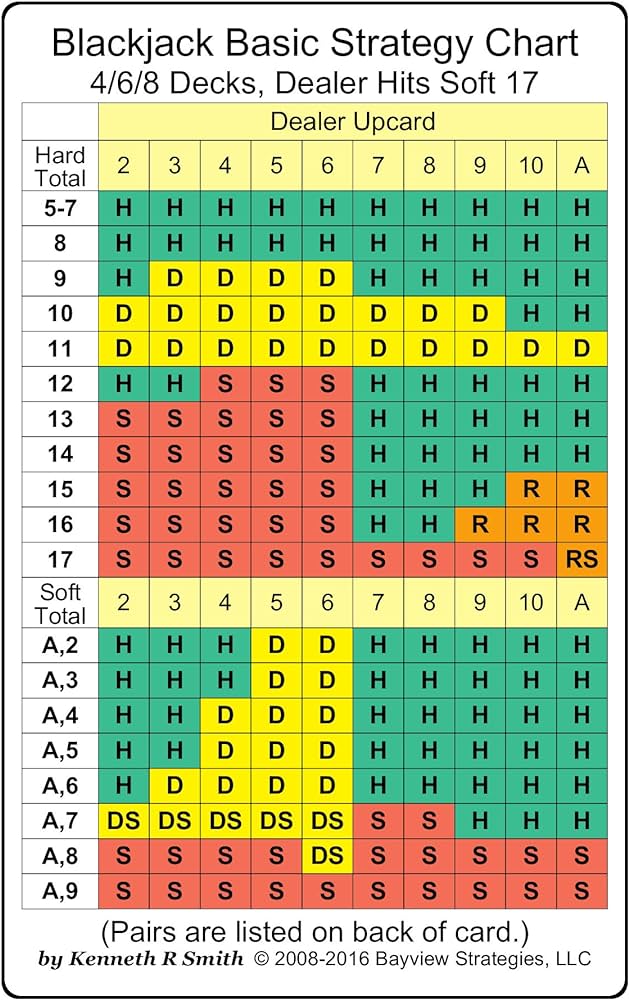 Blackjack Basic Strategy Chart
4/6/8 Decks, Dealer Hits Soft 17
Dealer Upcard
Hard Total 2 3 4 5 6 7 8 9 10 A
5-7 H H H H H H H H H H
8 H H H H H H H H H H
9 H D D D D H H H H H
10 D D D D D D D D H H
11 D D D D D D D D D D
12 H H S S S H H H H H
13 S S S S S H H H H H
14 S S S S S H H H H H
15 S S S S S H H H R R
16 S S S S S H H R R R
17 S S S S S S S S S RS
Soft Total 2 3 4 5 6 7 8 9 10 A
A,2 H H H D D H H H H H
A,3 H H H D D H H H H H
A,4 H H D D D H H H H H
A,5 H H D D D H H H H H
A,6 H D D D D H H H H H
A,7 DS DS DS DS DS S S H H H
A,8 S S S S DS S S S S S
A,9 S S S S S S S S S S
(Pairs are listed on back of card.)
by Kenneth R Smith © 2008-2016 Bayview Strategies, LLC